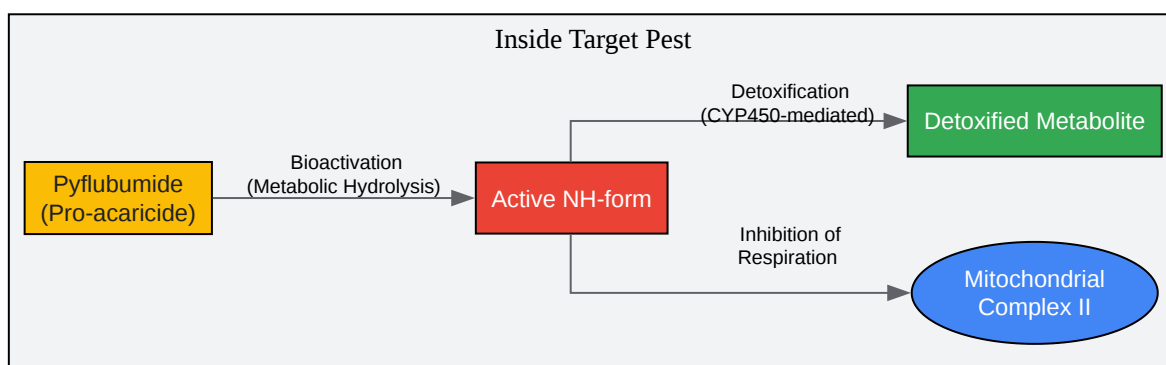 Inside Target Pest
Pyflubumide
(Pro-acaricide)
Bioactivation
(Metabolic Hydrolysis)
Active NH-form
Detoxification
(CYP450-mediated)
Detoxified Metabolite
Inhibition of
Respiration
Mitochondrial
Complex II